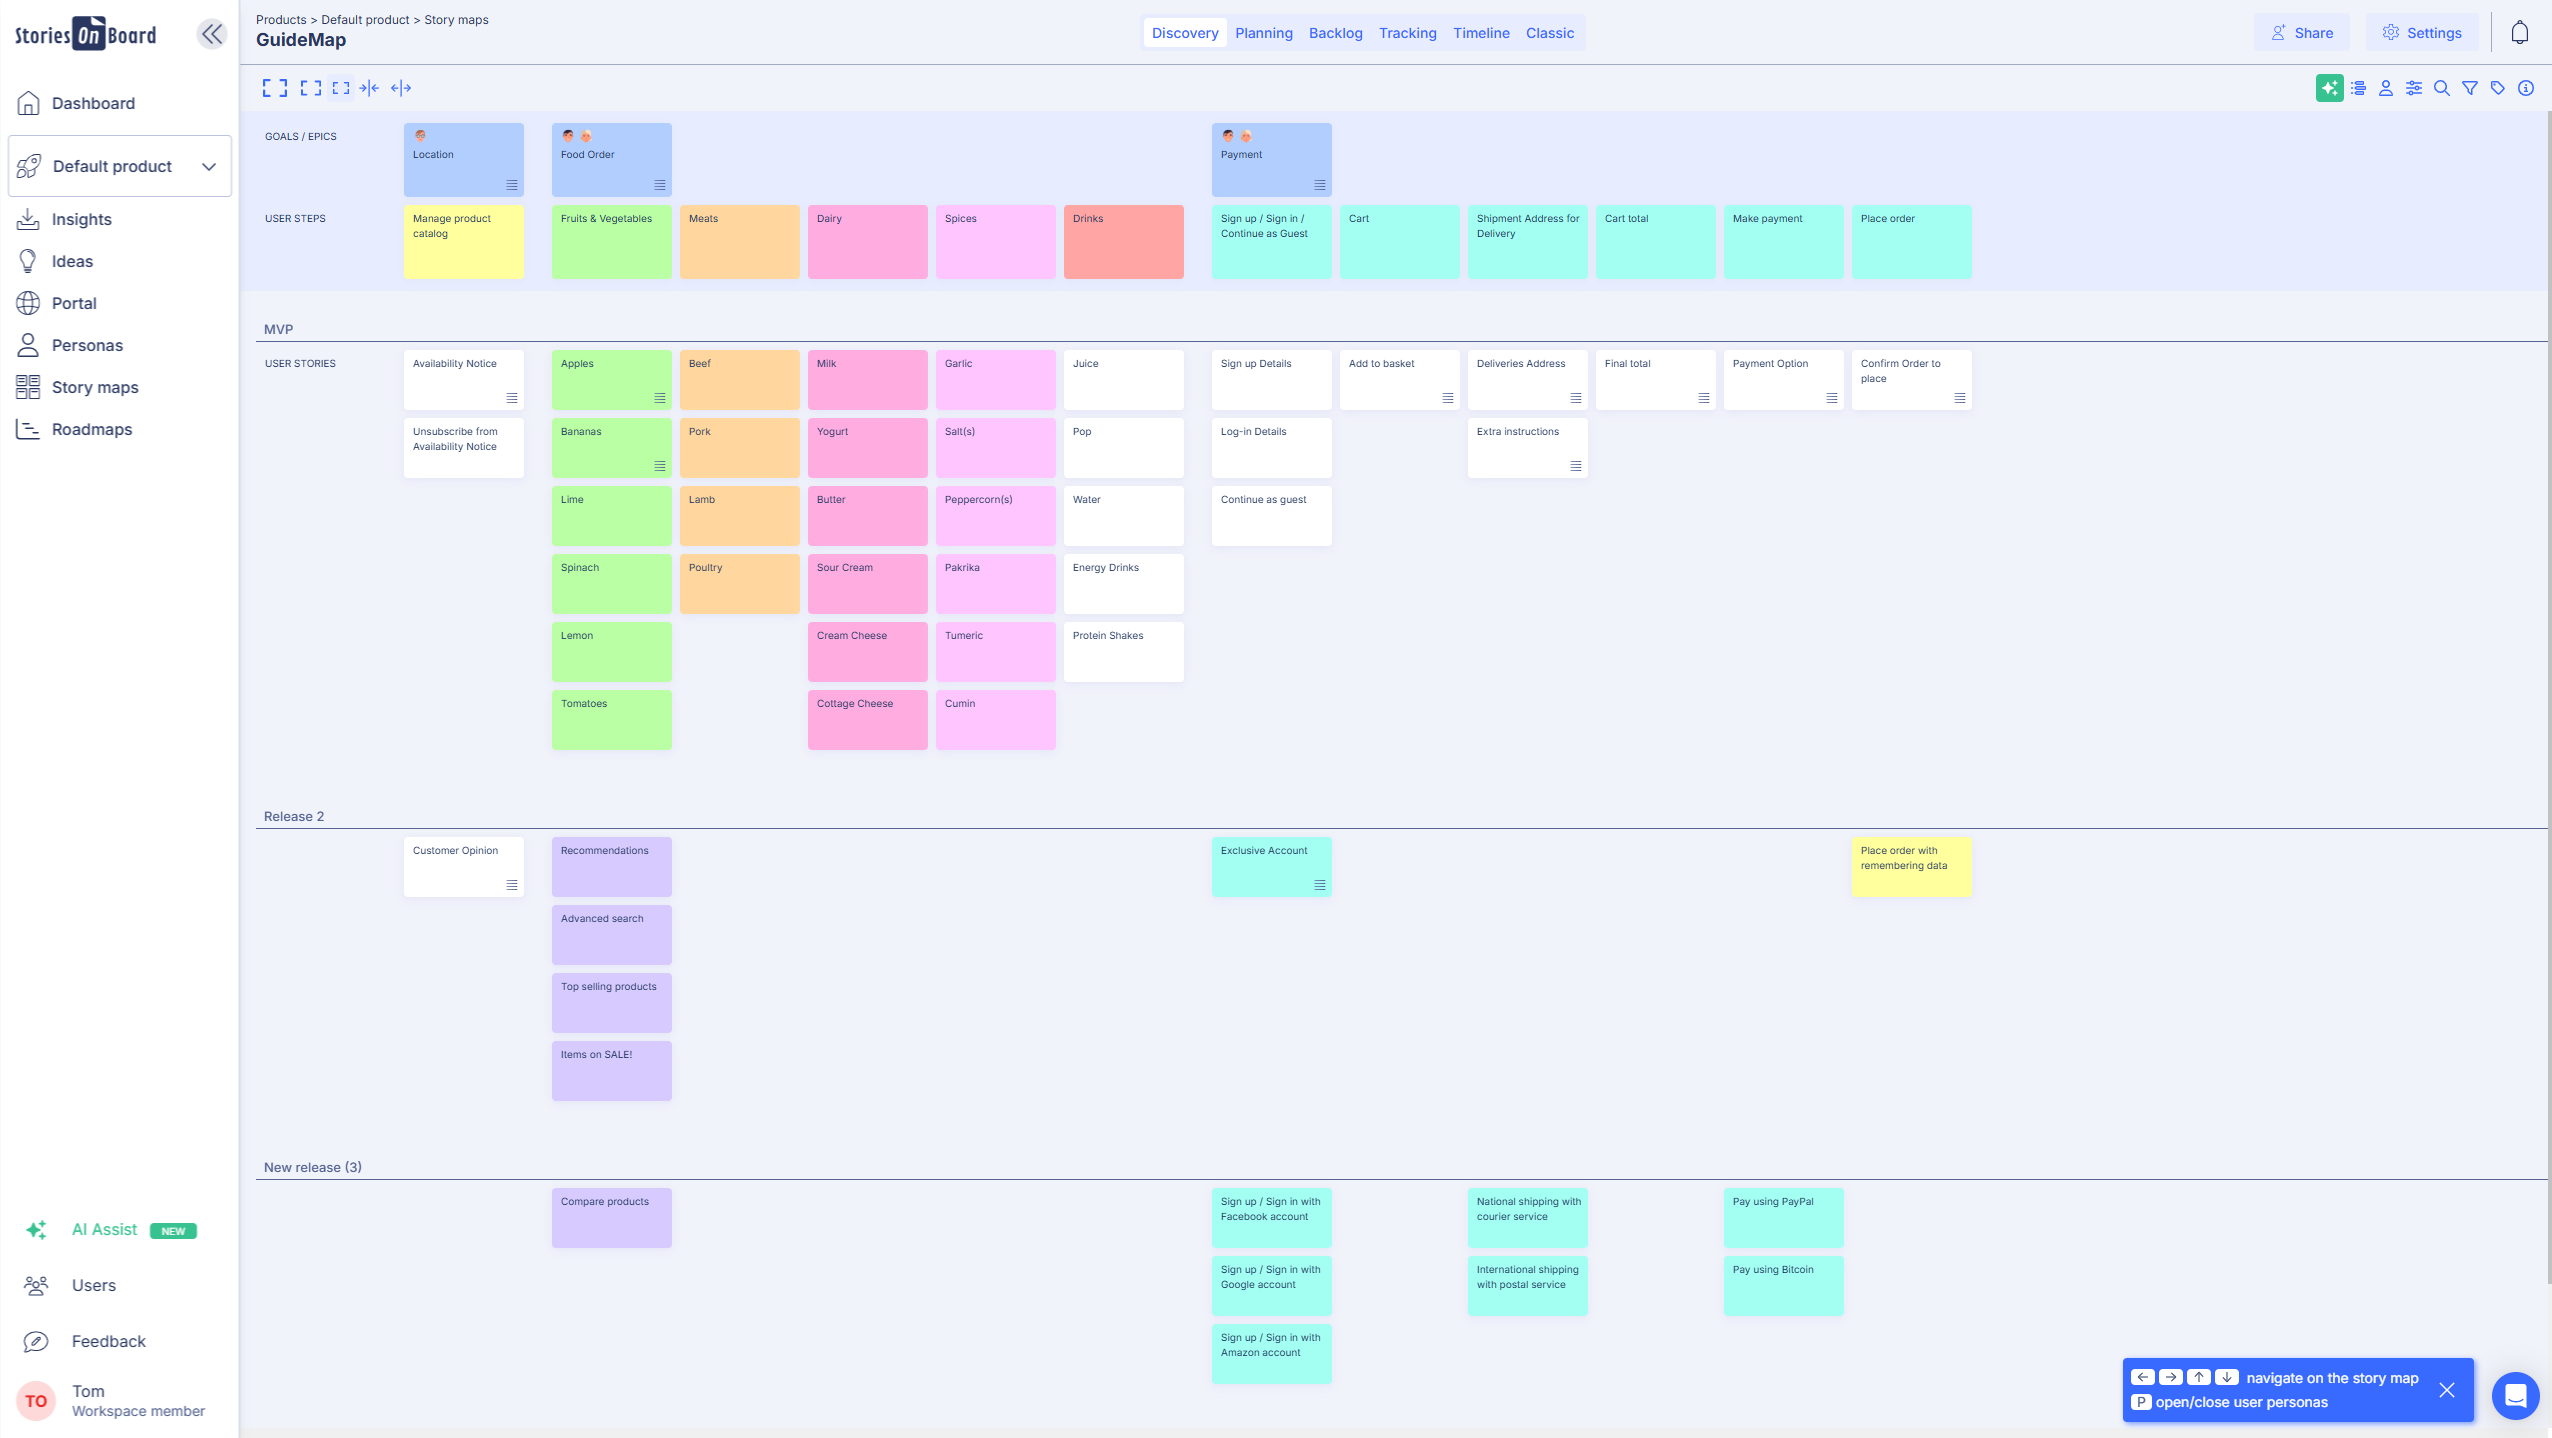 Stories On Board
Dashboard
Default product
Insights
Ideas
Portal
Personas
Story maps
Roadmaps
AI Assist NEW
Users
Feedback
TO
Tom
Workspace member
Products > Default product > Story maps
GuideMap
Discovery Planning Backlog Tracking Timeline Classic
Share
Settings
GOALS / EPICS
Location
Food Order
Payment
USER STEPS
Manage product
catalog
Fruits & Vegetables
Meats
Dairy
Spices
Drinks
Sign up / Sign in /
Continue as Guest
Cart
Shipment Address for
Delivery
Cart total
Make payment
Place order
MVP
USER STORIES
Availability Notice
Apples
Beef
Milk
Garlic
Juice
Sign up Details
Add to basket
Deliveries Address
Final total
Payment Option
Confirm Order to
place
Unsubscribe from
Availability Notice
Bananas
Pork
Yogurt
Salt(s)
Pop
Log-in Details
Extra instructions
Lime
Lamb
Butter
Peppercorn(s)
Water
Continue as guest
Spinach
Poultry
Sour Cream
Pakrika
Energy Drinks
Lemon
Cream Cheese
Tumeric
Protein Shakes
Tomatoes
Cottage Cheese
Cumin
Release 2
Customer Opinion
Recommendations
Exclusive Account
Place order with
remembering data
Advanced search
Top selling products
Items on SALE!
New release (3)
Compare products
Sign up / Sign in with
Facebook account
National shipping with
courier service
Pay using PayPal
Sign up / Sign in with
Google account
International shipping
with postal service
Pay using Bitcoin
Sign up / Sign in with
Amazon account
← → ↑ ↓ navigate on the story map
P open/close user personas